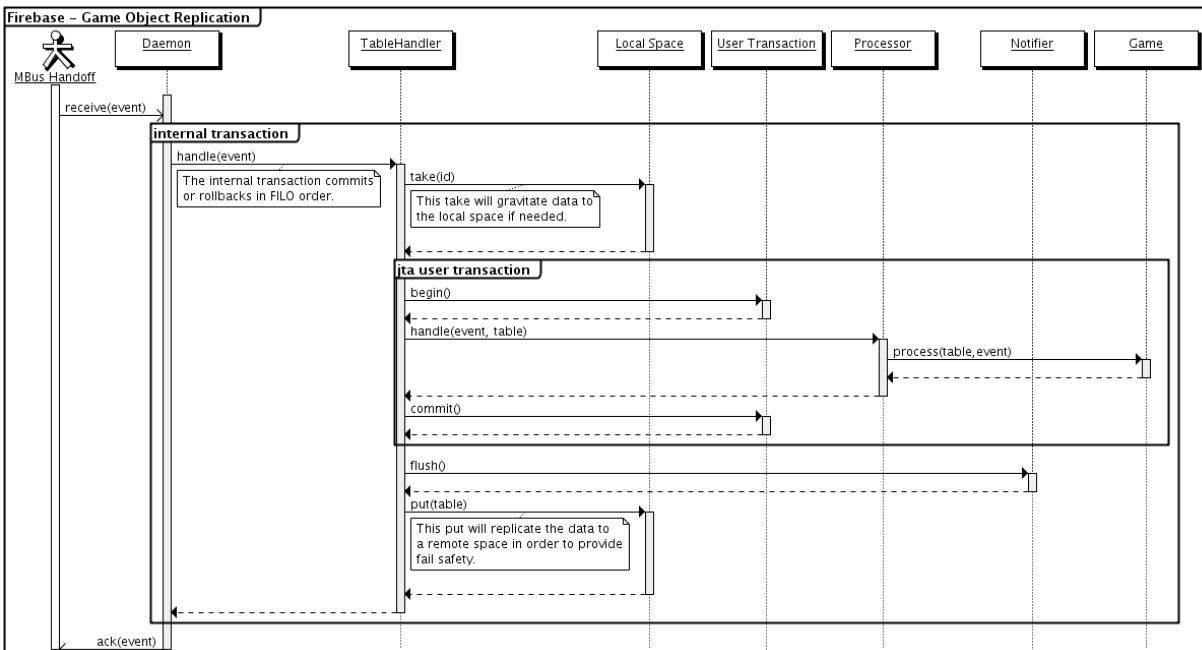 Firebase – Game Object Replication
Daemon
TableHandler
Local Space
User Transaction
Processor
Notifier
Game
MBus Handoff
receive(event)
internal transaction
handle(event)
The internal transaction commits
or rollbacks in FILO order.
take(id)
This take will gravitate data to
the local space if needed.
jta user transaction
begin()
handle(event, table)
process(table,event)
commit()
flush()
put(table)
This put will replicate the data to
a remote space in order to provide
fail safety.
ack(event)